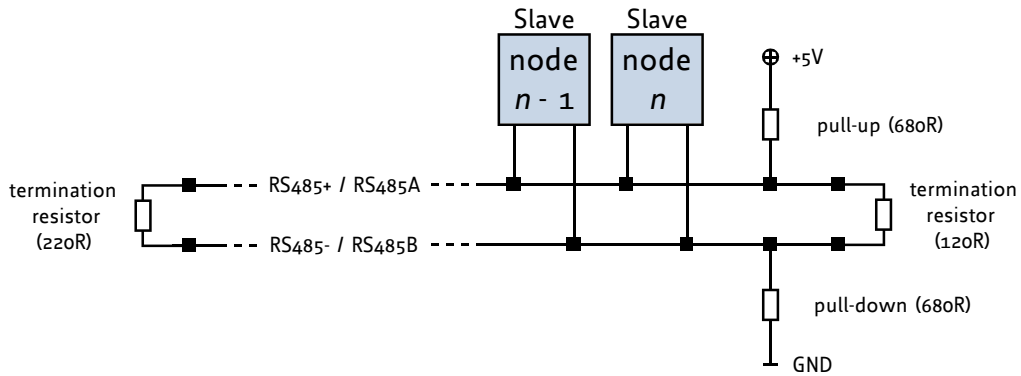 Slave
Slave
node
n - 1
node
n
+5V
pull-up (680R)
termination
resistor
(220R)
RS485+ / RS485A
RS485- / RS485B
termination
resistor
(120R)
pull-down (680R)
GND